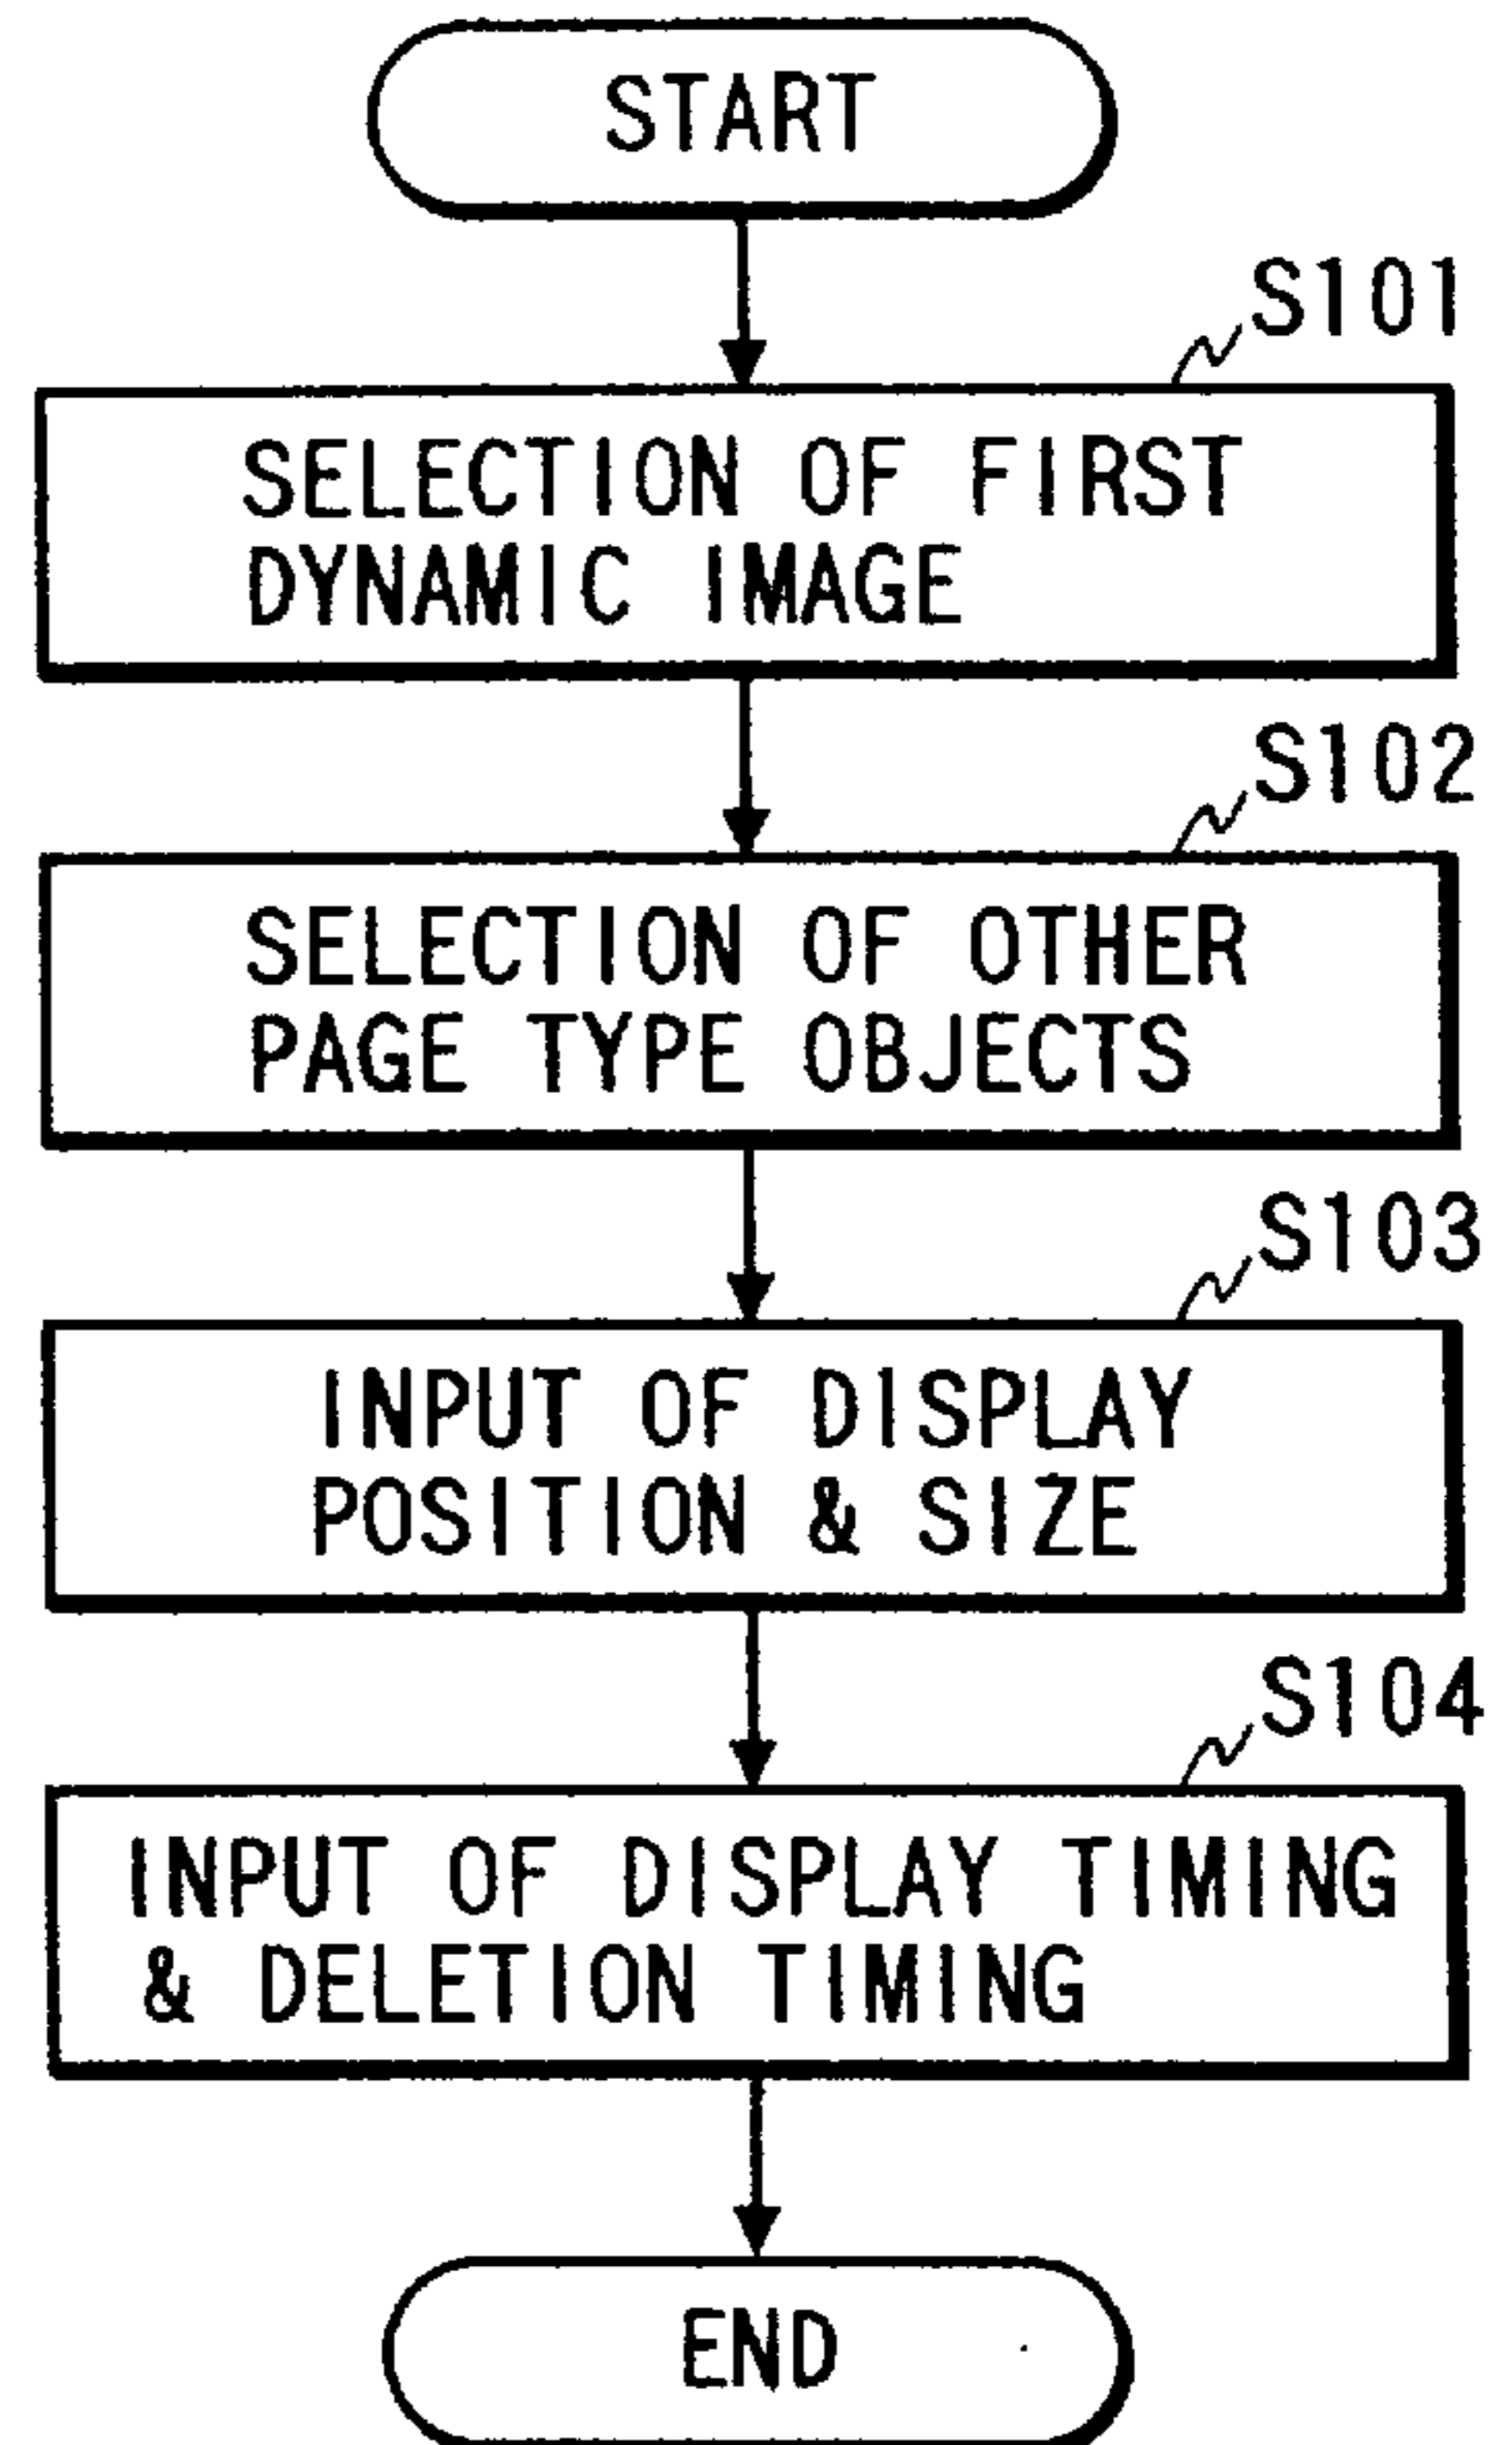 START
S101
SELECTION OF FIRST
DYNAMIC IMAGE
S102
SELECTION OF OTHER
PAGE TYPE OBJECTS
S103
INPUT OF DISPLAY
POSITION & SIZE
S104
INPUT OF DISPLAY TIMING
& DELETION TIMING
END